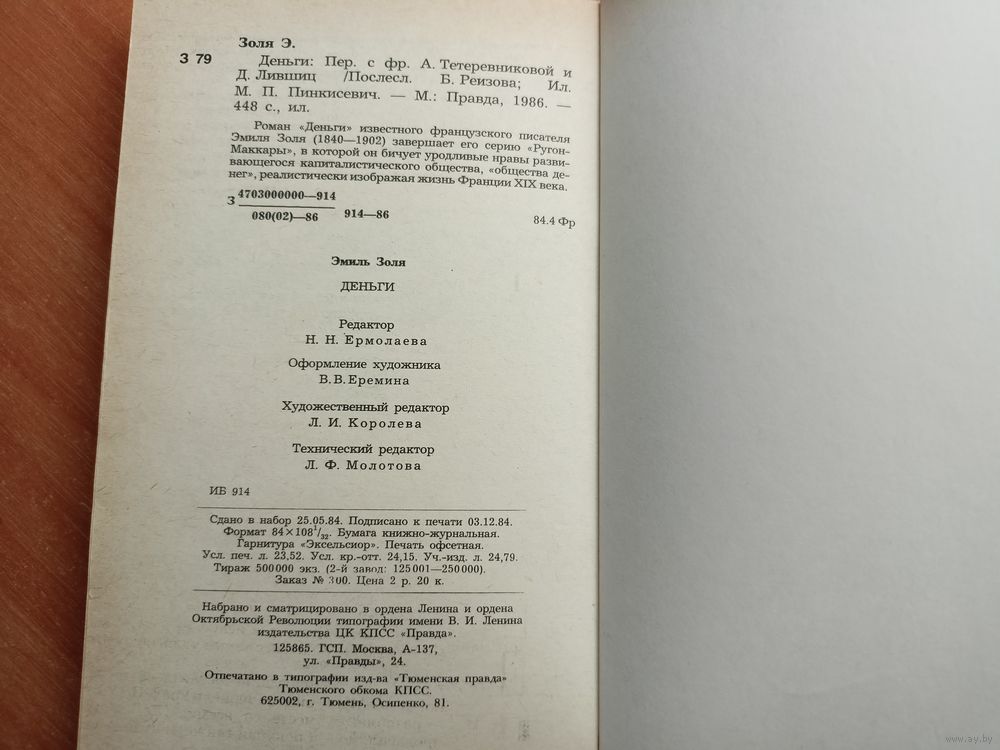 Золя Э.
З 79
Деньги: Пер. с фр. А. Тетеревниковой и
Д. Лившиц /Послесл. Б. Реизова; Ил.
М. П. Пинкисевич. — М.: Правда, 1986. —
448 с., ил.
Роман «Деньги» известного французского писателя
Эмиля Золя (1840—1902) завершает его серию «Ругон-
Маккары», в которой он бичует уродливые нравы разви-
вающегося капиталистического общества, «общества де-
нег», реалистически изображая жизнь Франции XIX века.
З 4703000000—914
080(02)—86 914—86
84.4 Фр
Эмиль Золя
ДЕНЬГИ
Редактор
Н. Н. Ермолаева
Оформление художника
В. В. Еремина
Художественный редактор
Л. И. Королева
Технический редактор
Л. Ф. Молотова
ИБ 914
Сдано в набор 25.05.84. Подписано к печати 03.12.84.
Формат 84×108¹/₃₂. Бумага книжно-журнальная.
Гарнитура «Эксельсиор». Печать офсетная.
Усл. печ. л. 23,52. Усл. кр.-отт. 24,15. Уч.-изд. л. 24,79.
Тираж 500 000 экз. (2-й завод: 125 001—250 000).
Заказ № 300. Цена 2 р. 20 к.
Набрано и сматрицировано в ордена Ленина и ордена
Октябрьской Революции типографии имени В. И. Ленина
издательства ЦК КПСС «Правда».
125865. ГСП. Москва, А-137,
ул. «Правды», 24.
Отпечатано в типографии изд-ва «Тюменская правда»
Тюменского обкома КПСС.
625002, г. Тюмень, Осипенко, 81.
www.ay.by